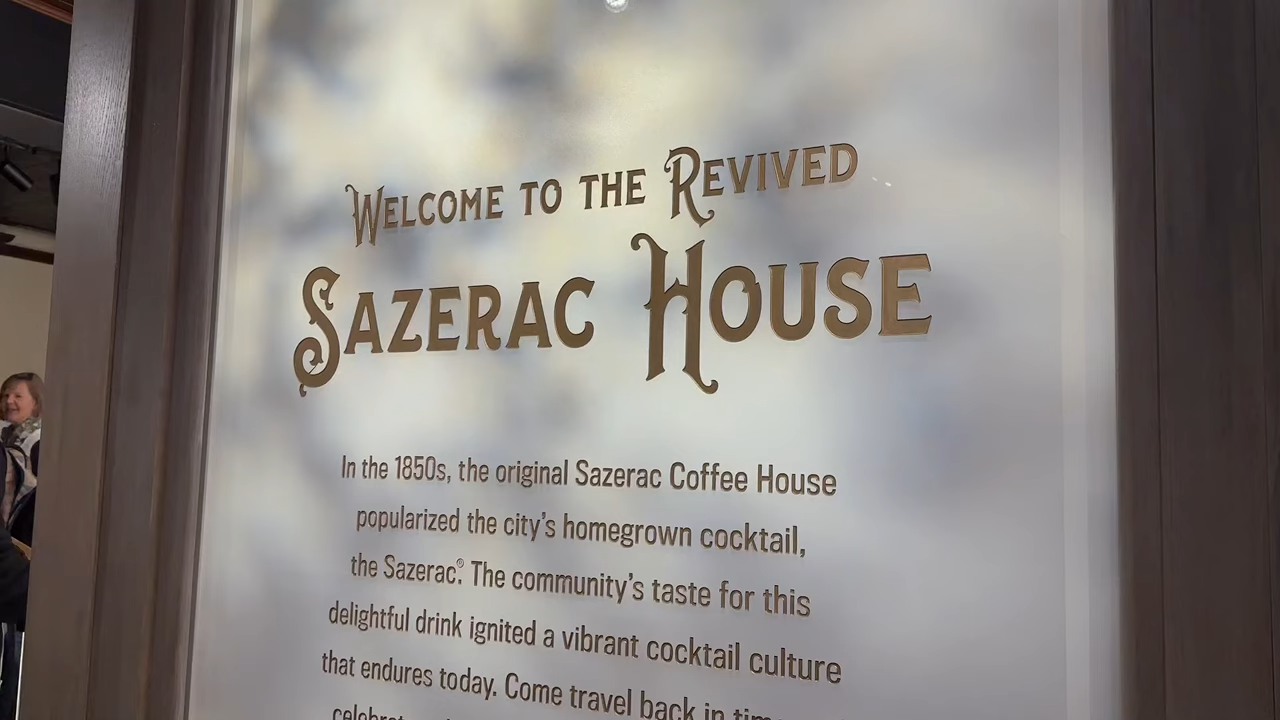 WELCOME TO THE REVIVED
SAZERAC HOUSE
In the 1850s, the original Sazerac Coffee House
popularized the city's homegrown cocktail,
the Sazerac®. The community's taste for this
delightful drink ignited a vibrant cocktail culture
that endures today. Come travel back in